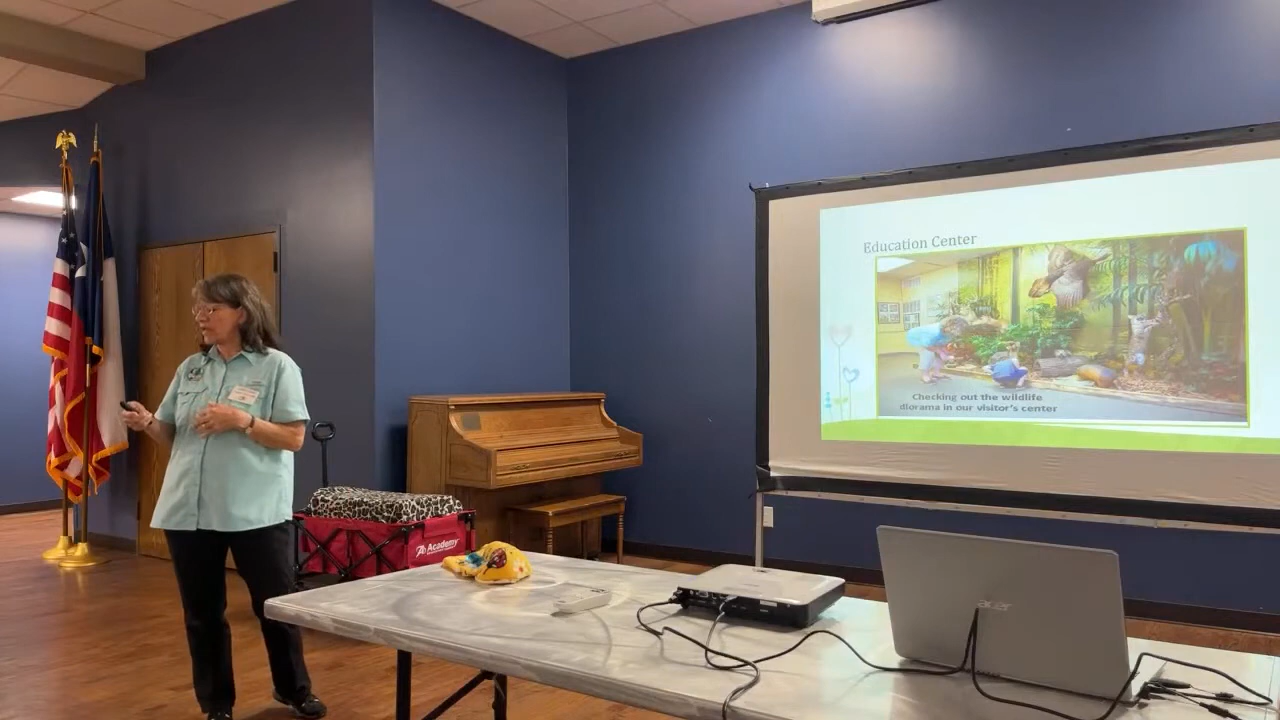 Education Center
Checking out the wildlife
diorama in our visitor's center
Academy
acer